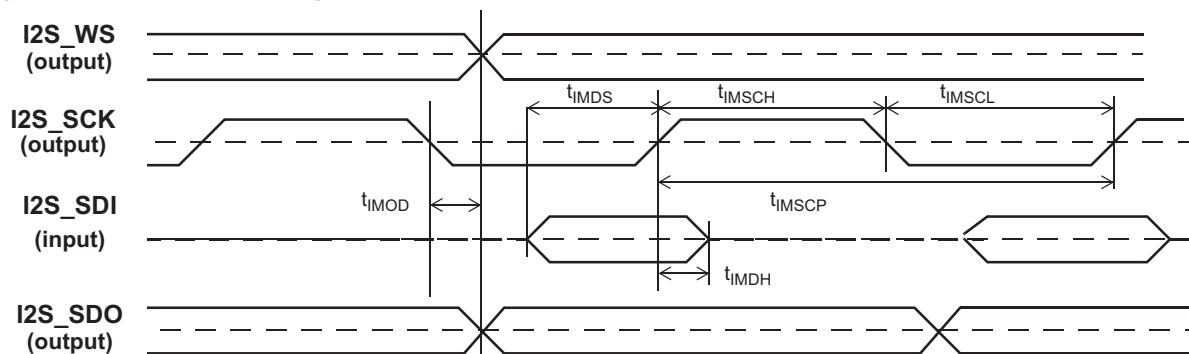 I2S_WS
(output)
tIMDS
tIMSCH
tIMSCL
I2S_SCK
(output)
tIMOD
tIMSCP
I2S_SDI
(input)
tIMDH
I2S_SDO
(output)